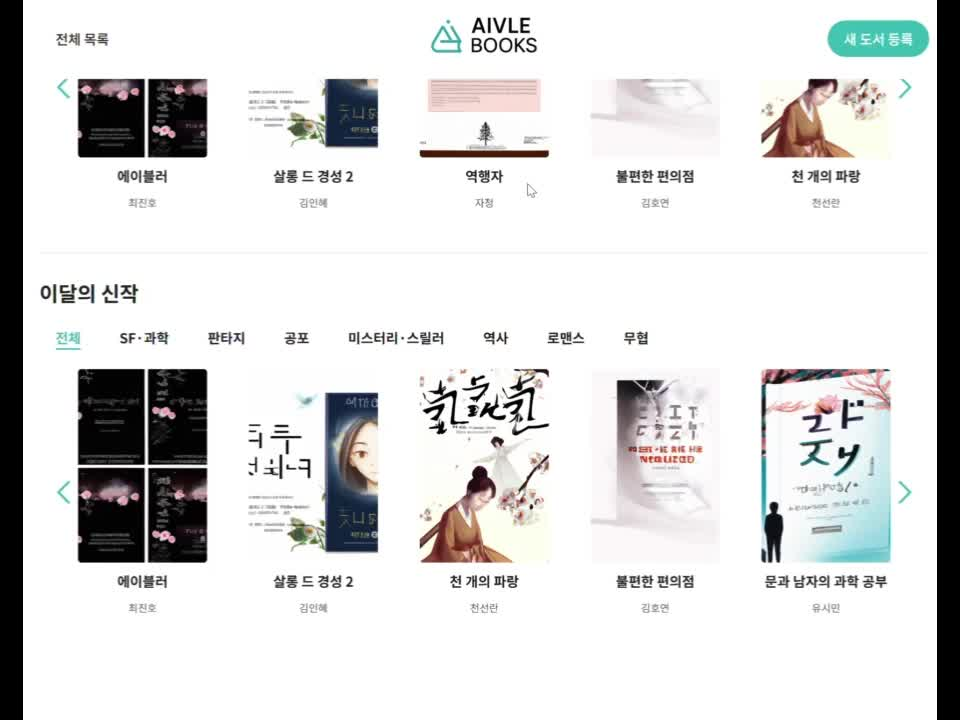 전체 목록
AIVLE
BOOKS
새 도서 등록
에이블러
살롱 드 경성 2
역행자
불편한 편의점
천 개의 파랑
최진호
김인혜
자청
김호연
천선란
이달의 신작
전체
SF·과학
판타지
공포
미스터리·스릴러
역사
로맨스
무협
에이블러
살롱 드 경성 2
천 개의 파랑
불편한 편의점
문과 남자의 과학 공부
최진호
김인혜
천선란
김호연
유시민